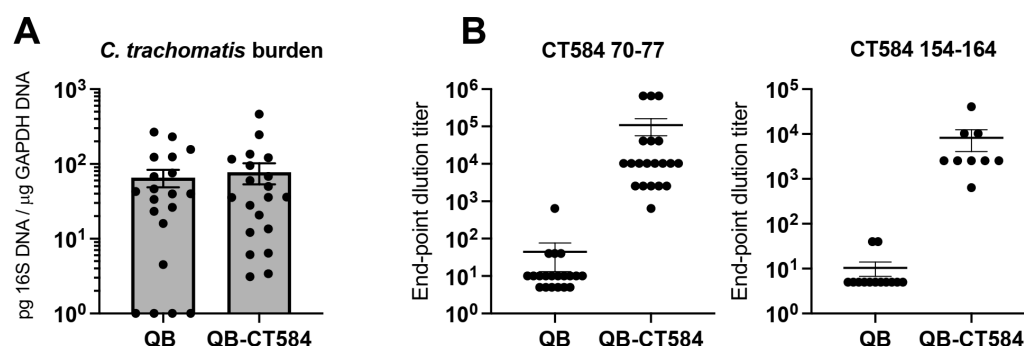 A
C. trachomatis burden
pg 16S DNA / µg GAPDH DNA
10³
10²
10¹
10⁰
QB
QB-CT584
B
CT584 70-77
End-point dilution titer
10⁶
10⁵
10⁴
10³
10²
10¹
10⁰
QB
QB-CT584
CT584 154-164
End-point dlution titer
10⁵
10⁴
10³
10²
10¹
10⁰
QB
QB-CT584